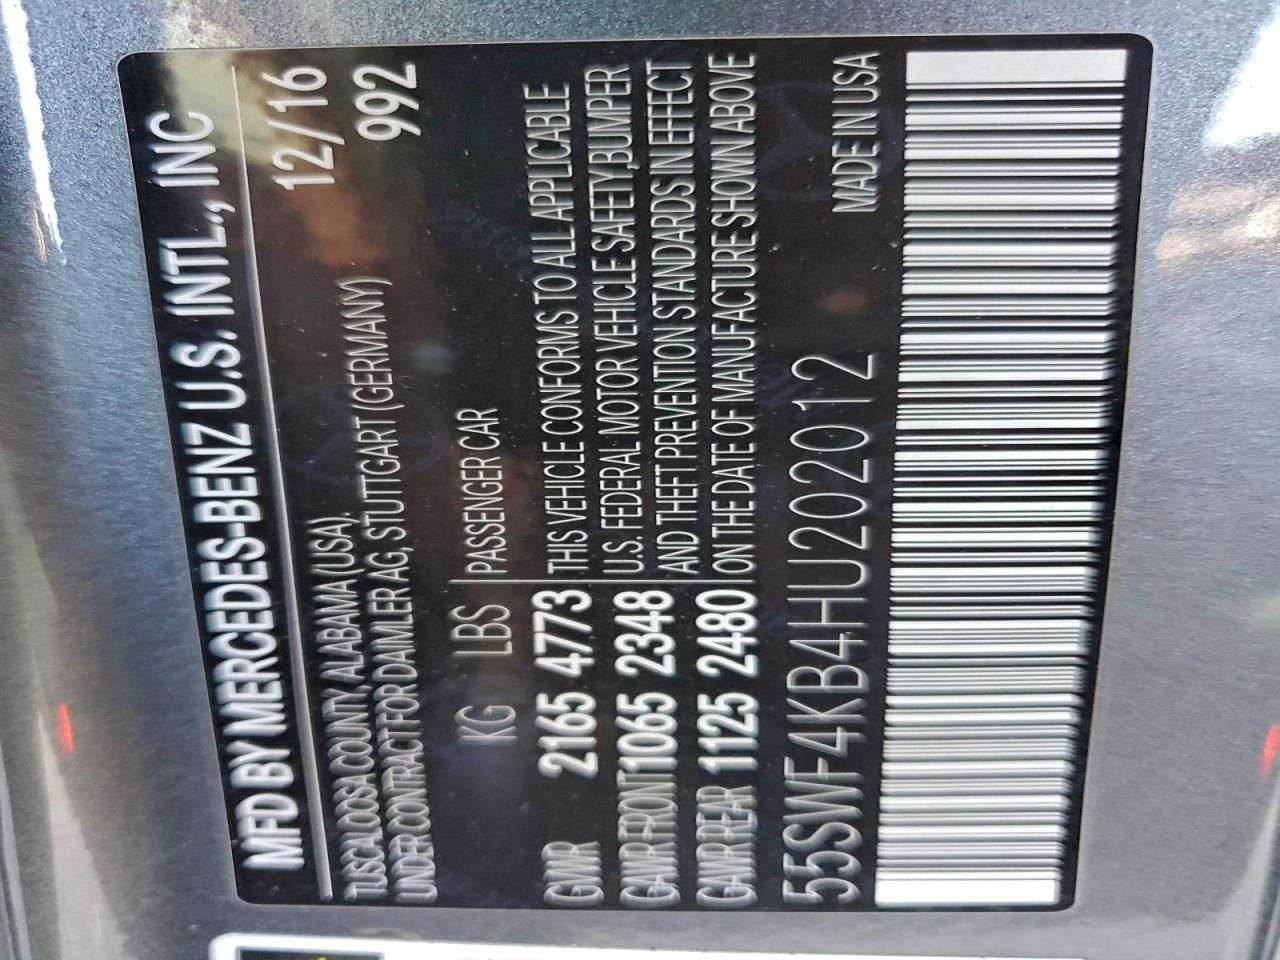 MFD BY MERCEDES-BENZ U.S. INTL., INC
12/16
TUSCALOOSA COUNTY, ALABAMA (USA).
992
UNDER CONTRACT FOR DAIMLER AG, STUTTGART (GERMANY)
KG LBS PASSENGER CAR
GVWR 2165 4773 THIS VEHICLE CONFORMS TO ALL APPLICABLE
U.S. FEDERAL MOTOR VEHICLE SAFETY,BUMPER
GAWR FRONT 1065 2348
AND THEFT PREVENTION STANDARDS IN EFFECT
GAWR REAR 1125 2480 ON THE DATE OF MANUFACTURE SHOWN ABOVE
55SWF4KB4HU202012 MADE IN USA